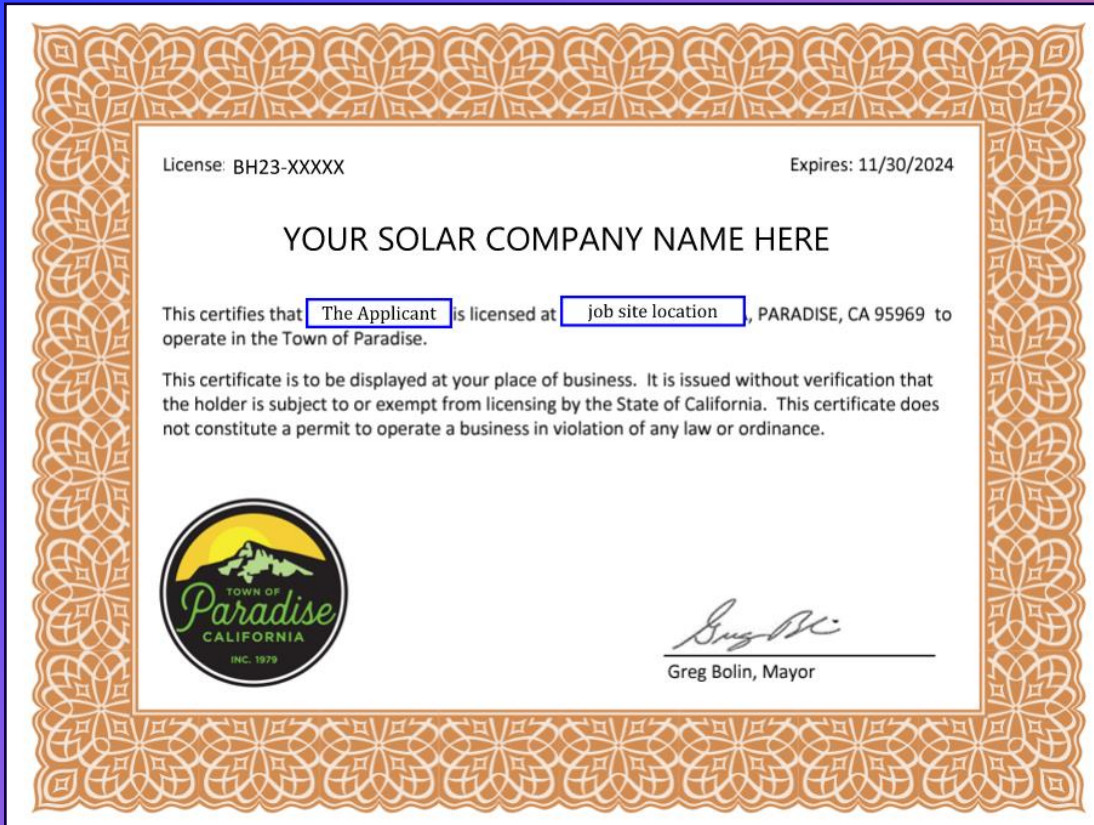 License: BH23-XXXXX Expires: 11/30/2024
YOUR SOLAR COMPANY NAME HERE
This certifies that The Applicant is licensed at job site location , PARADISE, CA 95969 to
operate in the Town of Paradise.
This certificate is to be displayed at your place of business. It is issued without verification that
the holder is subject to or exempt from licensing by the State of California. This certificate does
not constitute a permit to operate a business in violation of any law or ordinance.
TOWN OF
Paradise
CALIFORNIA
INC. 1979
Greg Bolin, Mayor